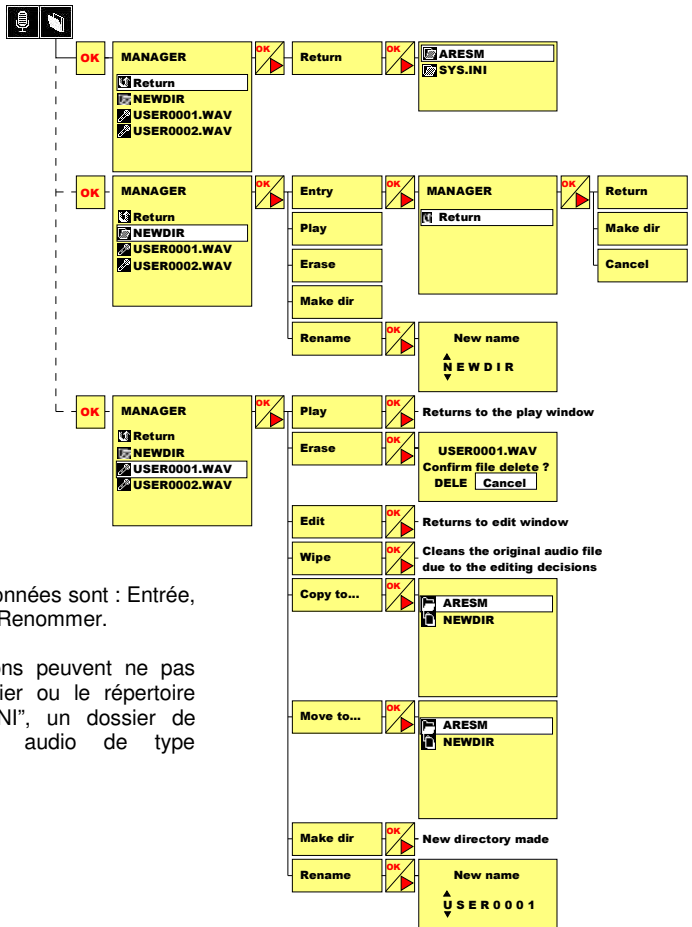 OK
MANAGER
Return
NEWDIR
USER0001.WAV
USER0002.WAV
OK
Return
OK
ARESM
SYS.INI
OK
MANAGER
Return
NEWDIR
USER0001.WAV
USER0002.WAV
OK
Entry
Play
Erase
Make dir
Rename
OK
MANAGER
Return
OK
Return
Make dir
Cancel
OK
New name
NEWDIR
OK
MANAGER
Return
NEWDIR
USER0001.WAV
USER0002.WAV
OK
Play
OK
Returns to the play window
Erase
OK
USER0001.WAV
Confirm file delete ?
DELE Cancel
Edit
OK
Returns to edit window
Wipe
OK
Cleans the original audio file
due to the editing decisions
Copy to...
OK
ARESM
NEWDIR
Move to...
OK
ARESM
NEWDIR
Make dir
OK
New directory made
Rename
OK
New name
USER0001
sont : Entrée,
Renommer.
peuvent ne pas
ou le répertoire
un dossier de
audio de type